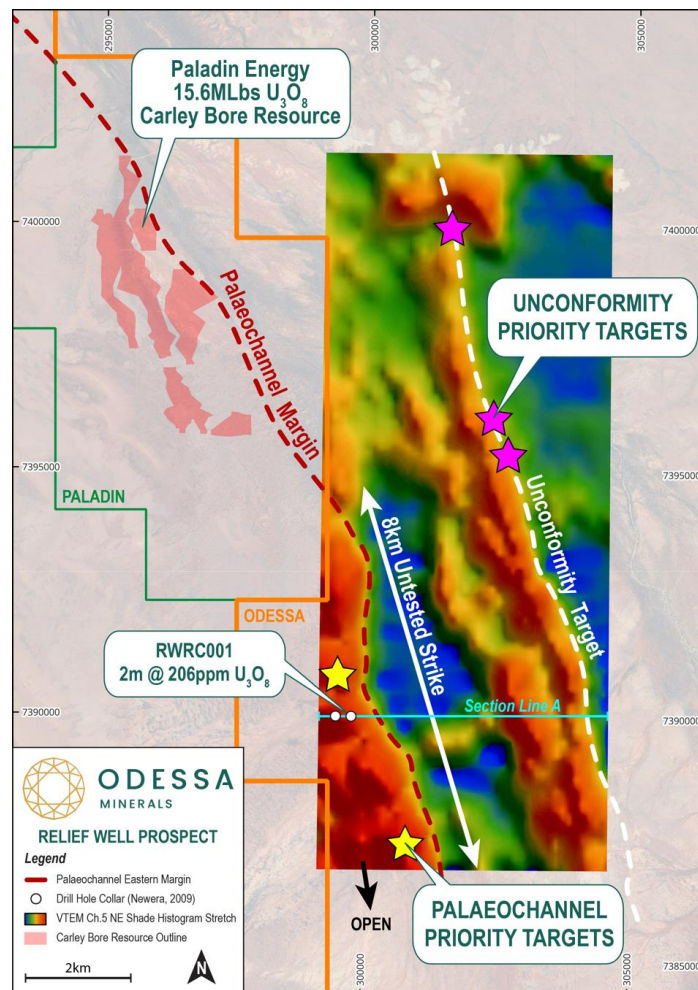 295000
300000
305000
Paladin Energy
15.6MLbs U₃O₈
Carley Bore Resource
7400000
7400000
Palaeochannel Margin
UNCONFORMITY
PRIORITY TARGETS
7395000
7395000
PALADIN
8km Untested Strike
Unconformity Target
ODESSA
RWRC001
2m @ 206ppm U₃O₈
Section Line A
7390000
7390000
ODESSA
MINERALS
RELIEF WELL PROSPECT
Legend
Palaeochannel Eastern Margin
Drill Hole Collar (Newera, 2009)
VTEM Ch.5 NE Shade Histogram Stretch
Carley Bore Resource Outline
2km
N
OPEN
PALAEOCHANNEL
PRIORITY TARGETS
7385000
300000
305000